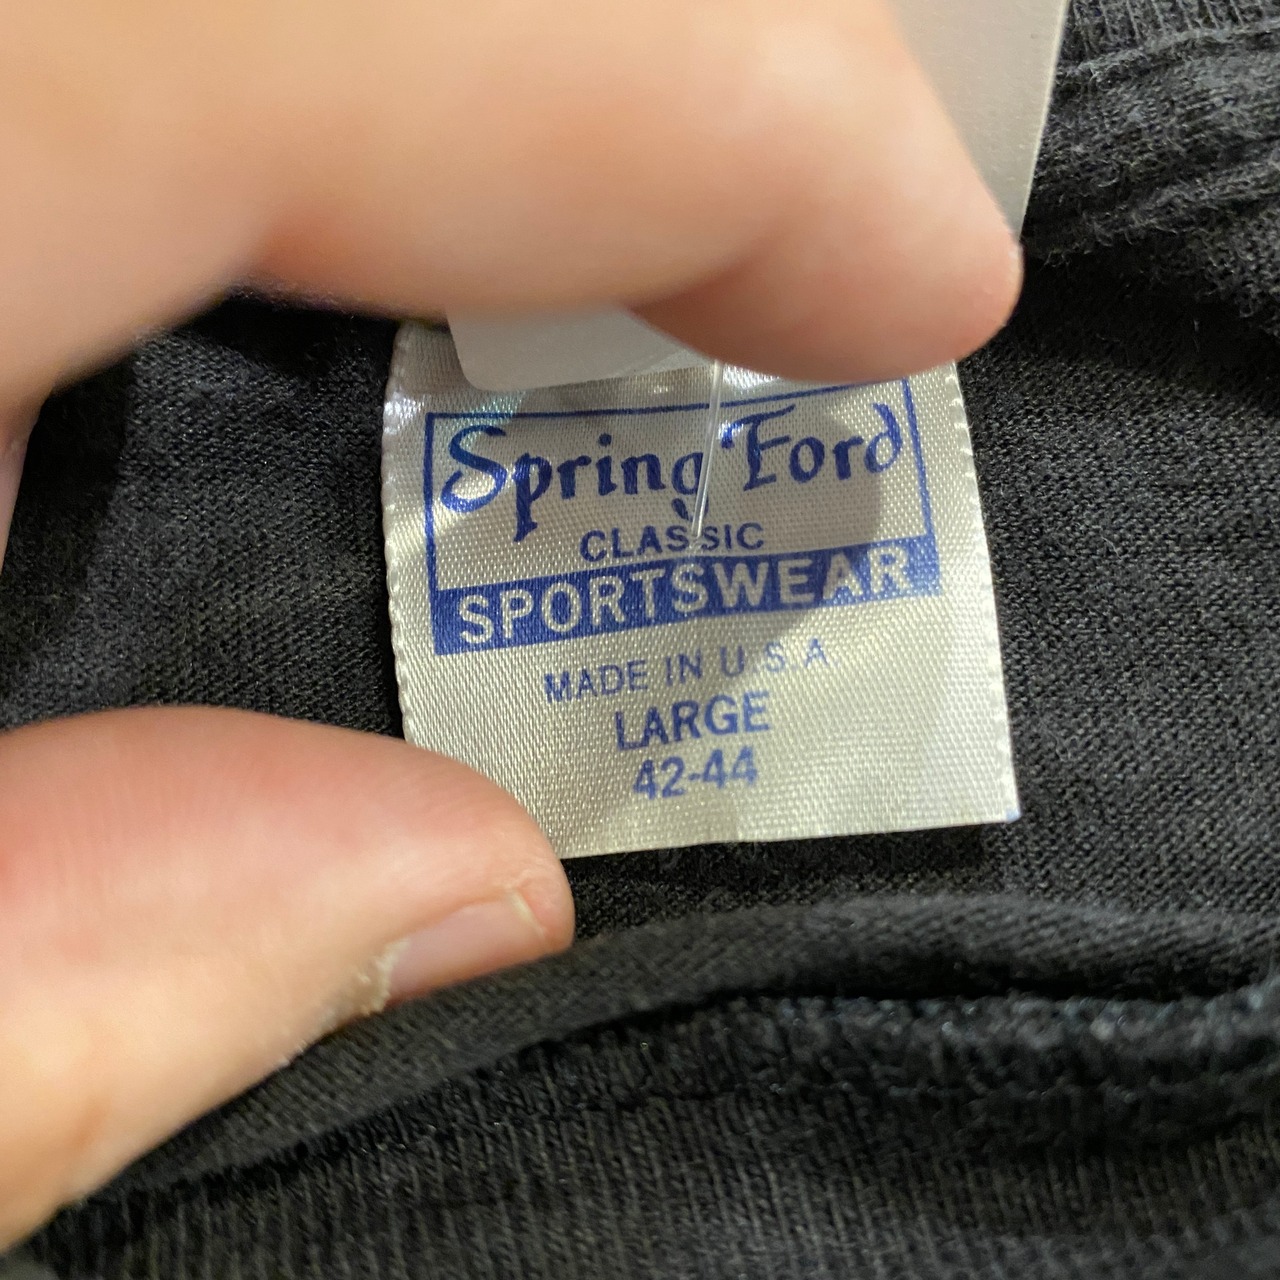 Spring Ford
CLASSIC
SPORTSWEAR
MADE IN U.S.A.
LARGE
42-44